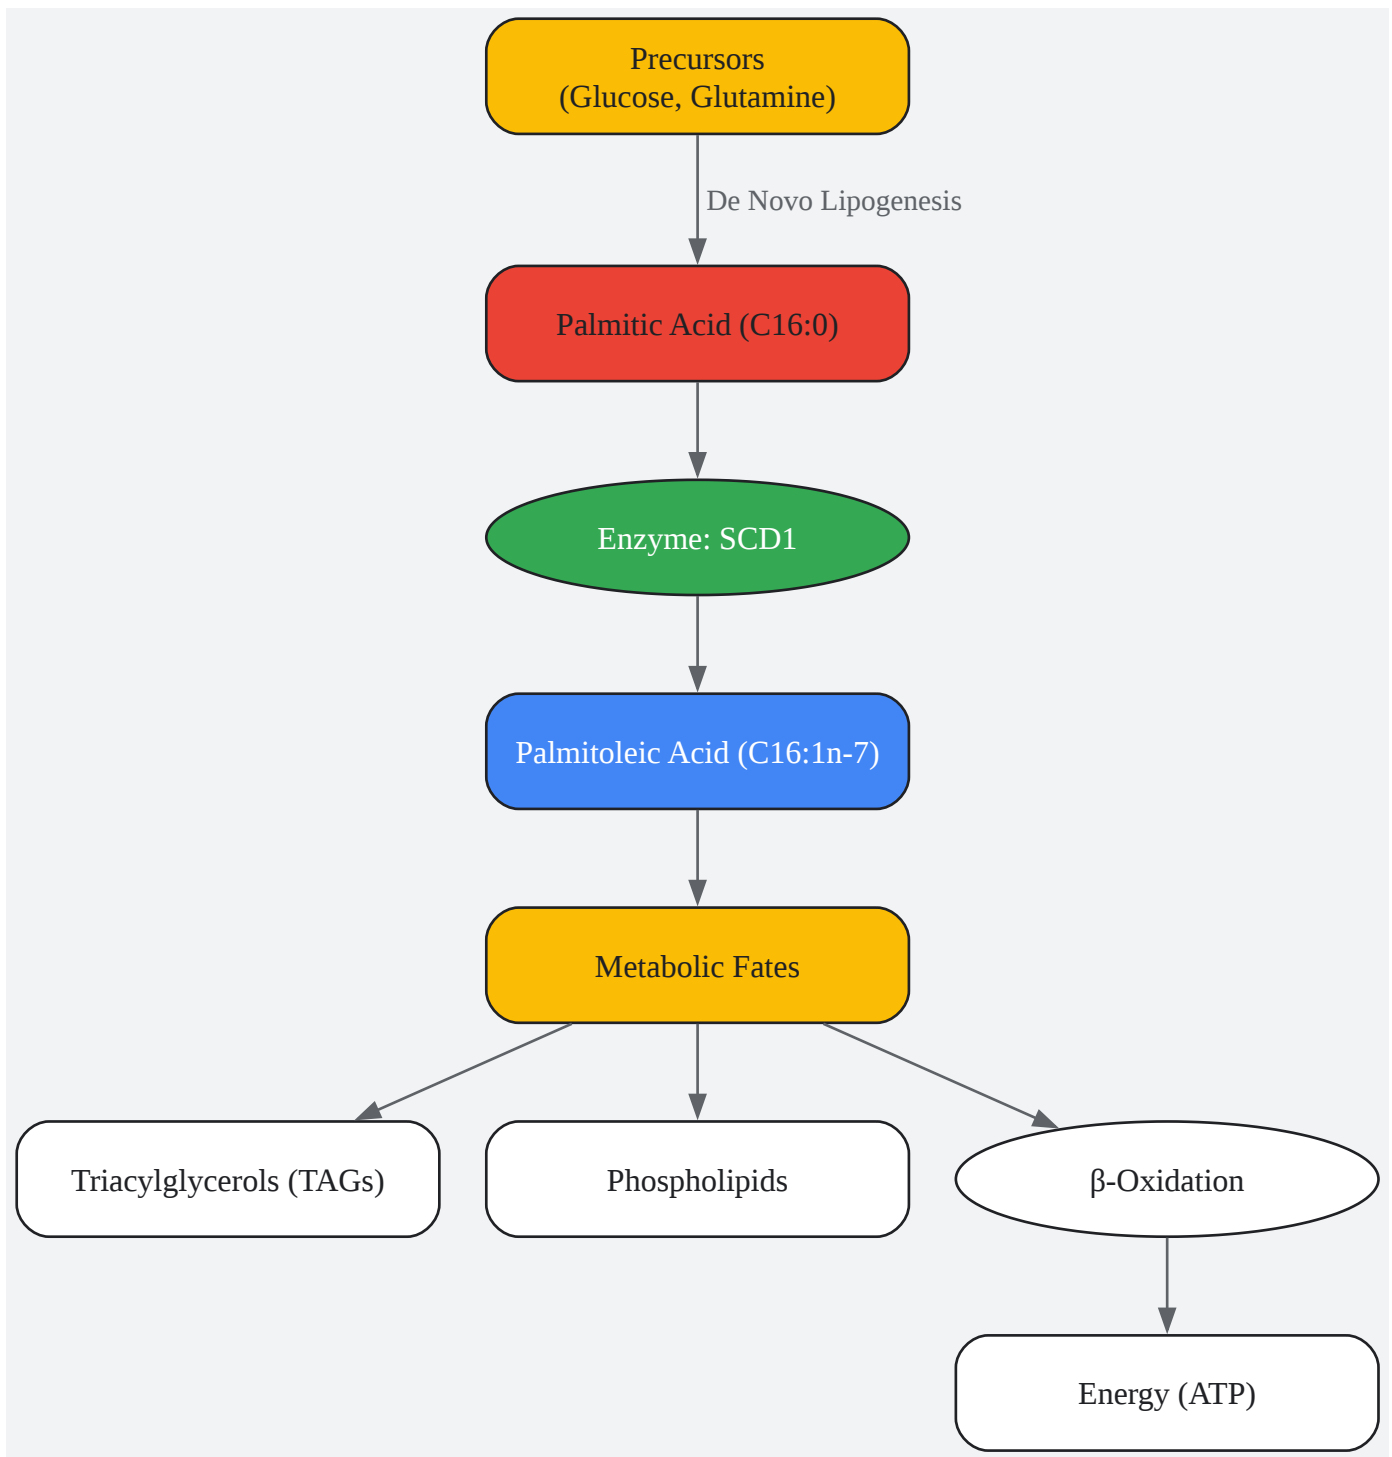 Precursors
(Glucose, Glutamine)
De Novo Lipogenesis
Palmitic Acid (C16:0)
Enzyme: SCD1
Palmitoleic Acid (C16:1n-7)
Metabolic Fates
Triacylglycerols (TAGs)
Phospholipids
β-Oxidation
Energy (ATP)